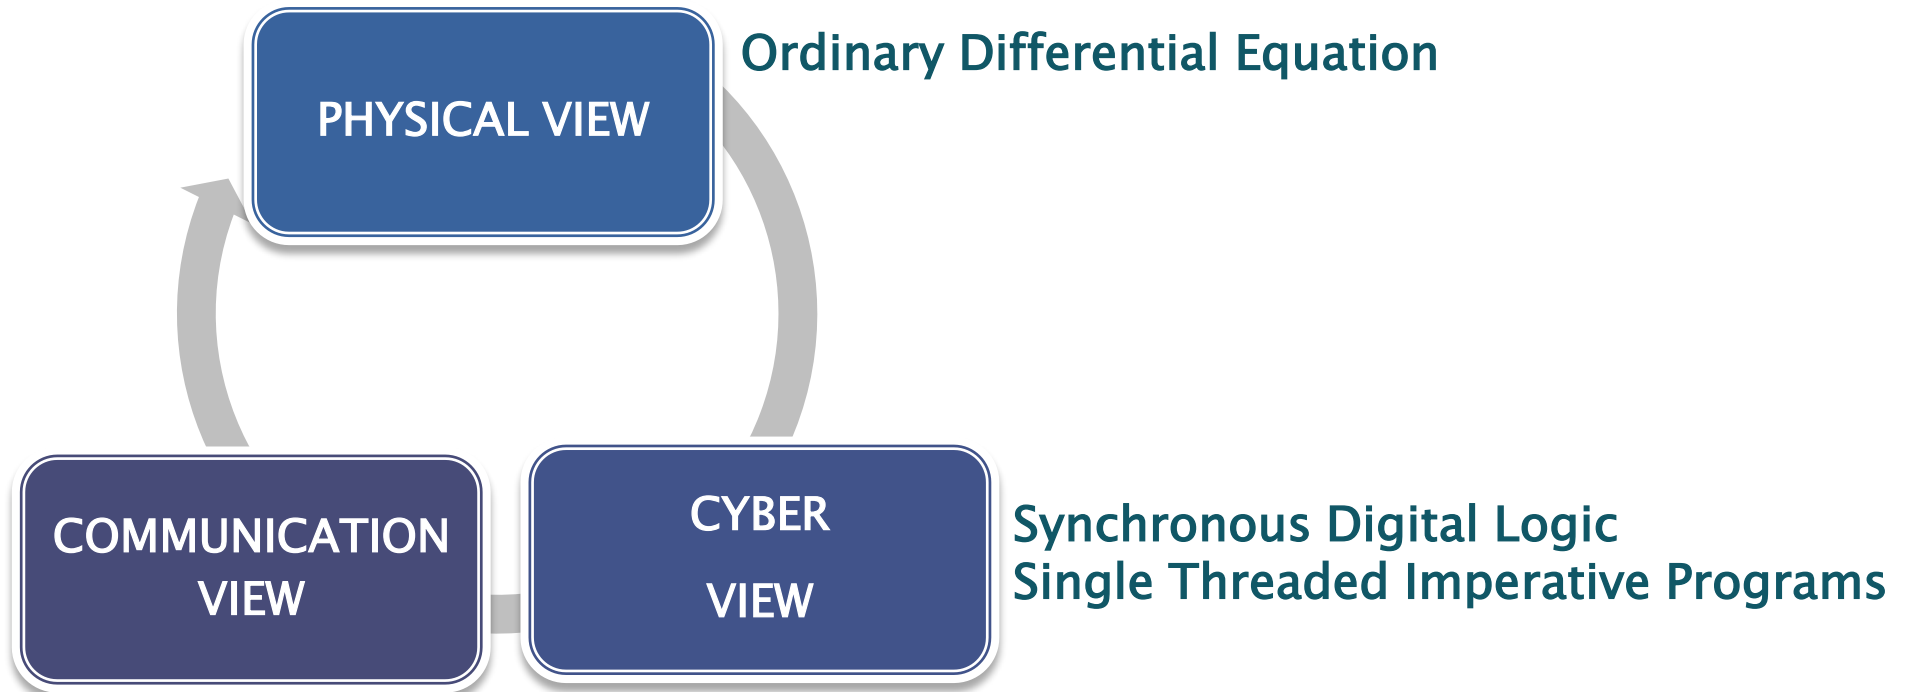 PHYSICAL VIEW
Ordinary Differential Equation
COMMUNICATION
VIEW
CYBER
VIEW
Synchronous Digital Logic
Single Threaded Imperative Programs